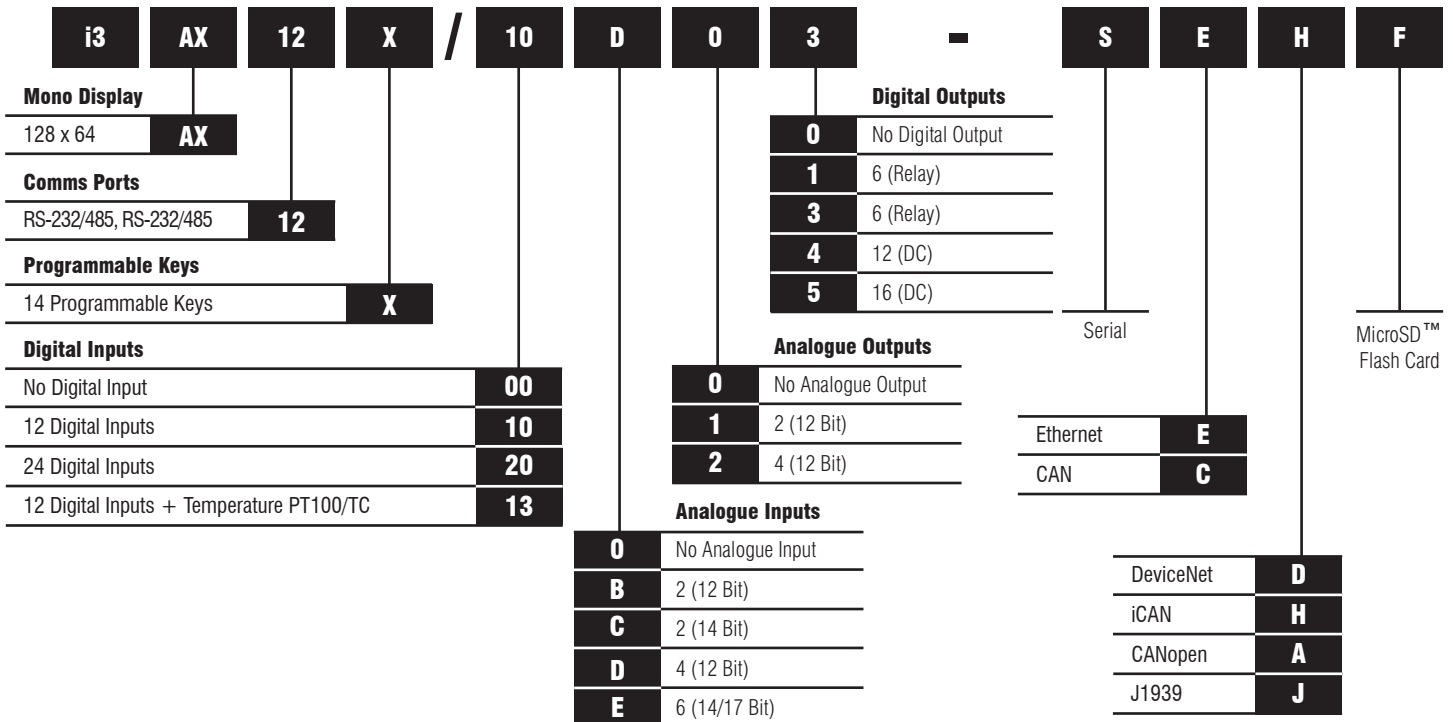 i3 AX 12 X / 10 D 0 3 - S E H F
Mono Display
128 x 64 AX
Comms Ports
RS-232/485, RS-232/485 12
Programmable Keys
14 Programmable Keys X
Digital Inputs
No Digital Input 00
12 Digital Inputs 10
24 Digital Inputs 20
12 Digital Inputs + Temperature PT100/TC 13
Digital Outputs
0 No Digital Output
1 6 (Relay)
3 6 (Relay)
4 12 (DC)
5 16 (DC)
Analogue Outputs
0 No Analogue Output
1 2 (12 Bit)
2 4 (12 Bit)
Analogue Inputs
0 No Analogue Input
B 2 (12 Bit)
C 2 (14 Bit)
D 4 (12 Bit)
E 6 (14/17 Bit)
Serial
Ethernet E
CAN C
DeviceNet D
iCAN H
CANopen A
J1939 J
MicroSD™
Flash Card